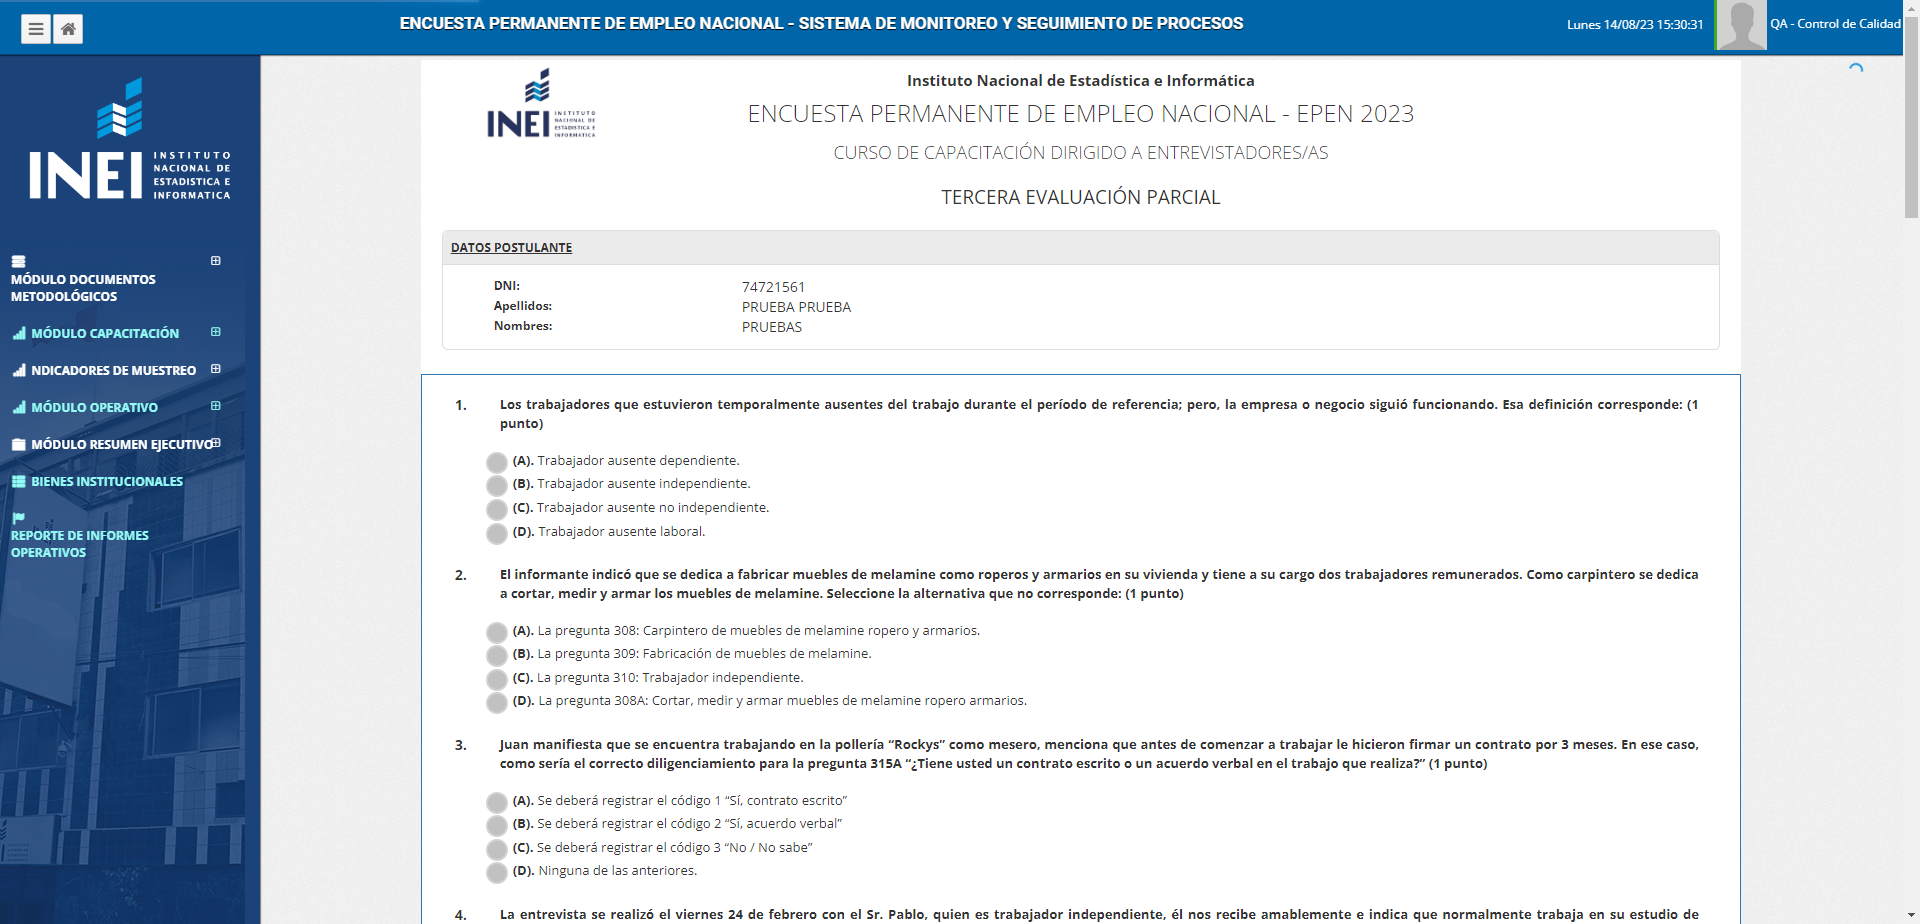 ENCUESTA PERMANENTE DE EMPLEO NACIONAL - SISTEMA DE MONITOREO Y SEGUIMIENTO DE PROCESOS
Lunes 14/08/23 15:30:31
QA - Control de Calidad
INEI
INSTITUTO
NACIONAL DE
ESTADISTICA E
INFORMATICA
MÓDULO DOCUMENTOS
METODOLÓGICOS
MÓDULO CAPACITACIÓN
NDICADORES DE MUESTREO
MÓDULO OPERATIVO
MÓDULO RESUMEN EJECUTIVO
BIENES INSTITUCIONALES
REPORTE DE INFORMES
OPERATIVOS
INEI
INSTITUTO
NACIONAL DE
ESTADISTICA E
INFORMATICA
Instituto Nacional de Estadística e Informática
ENCUESTA PERMANENTE DE EMPLEO NACIONAL - EPEN 2023
CURSO DE CAPACITACIÓN DIRIGIDO A ENTREVISTADORES/AS
TERCERA EVALUACIÓN PARCIAL
DATOS POSTULANTE
DNI: 74721561
Apellidos: PRUEBA PRUEBA
Nombres: PRUEBAS
1. Los trabajadores que estuvieron temporalmente ausentes del trabajo durante el período de referencia; pero, la empresa o negocio siguió funcionando. Esa definición corresponde: (1
punto)
(A). Trabajador ausente dependiente.
(B). Trabajador ausente independiente.
(C). Trabajador ausente no independiente.
(D). Trabajador ausente laboral.
2. El informante indicó que se dedica a fabricar muebles de melamine como roperos y armarios en su vivienda y tiene a su cargo dos trabajadores remunerados. Como carpintero se dedica
a cortar, medir y armar los muebles de melamine. Seleccione la alternativa que no corresponde: (1 punto)
(A). La pregunta 308: Carpintero de muebles de melamine ropero y armarios.
(B). La pregunta 309: Fabricación de muebles de melamine.
(C). La pregunta 310: Trabajador independiente.
(D). La pregunta 308A: Cortar, medir y armar muebles de melamine ropero armarios.
3. Juan manifiesta que se encuentra trabajando en la pollería “Rockys” como mesero, menciona que antes de comenzar a trabajar le hicieron firmar un contrato por 3 meses. En ese caso,
como sería el correcto diligenciamiento para la pregunta 315A “¿Tiene usted un contrato escrito o un acuerdo verbal en el trabajo que realiza?” (1 punto)
(A). Se deberá registrar el código 1 “Sí, contrato escrito”
(B). Se deberá registrar el código 2 “Sí, acuerdo verbal”
(C). Se deberá registrar el código 3 “No / No sabe”
(D). Ninguna de las anteriores.
4. La entrevista se realizó el viernes 24 de febrero con el Sr. Pablo, quien es trabajador independiente, él nos recibe amablemente e indica que normalmente trabaja en su estudio de